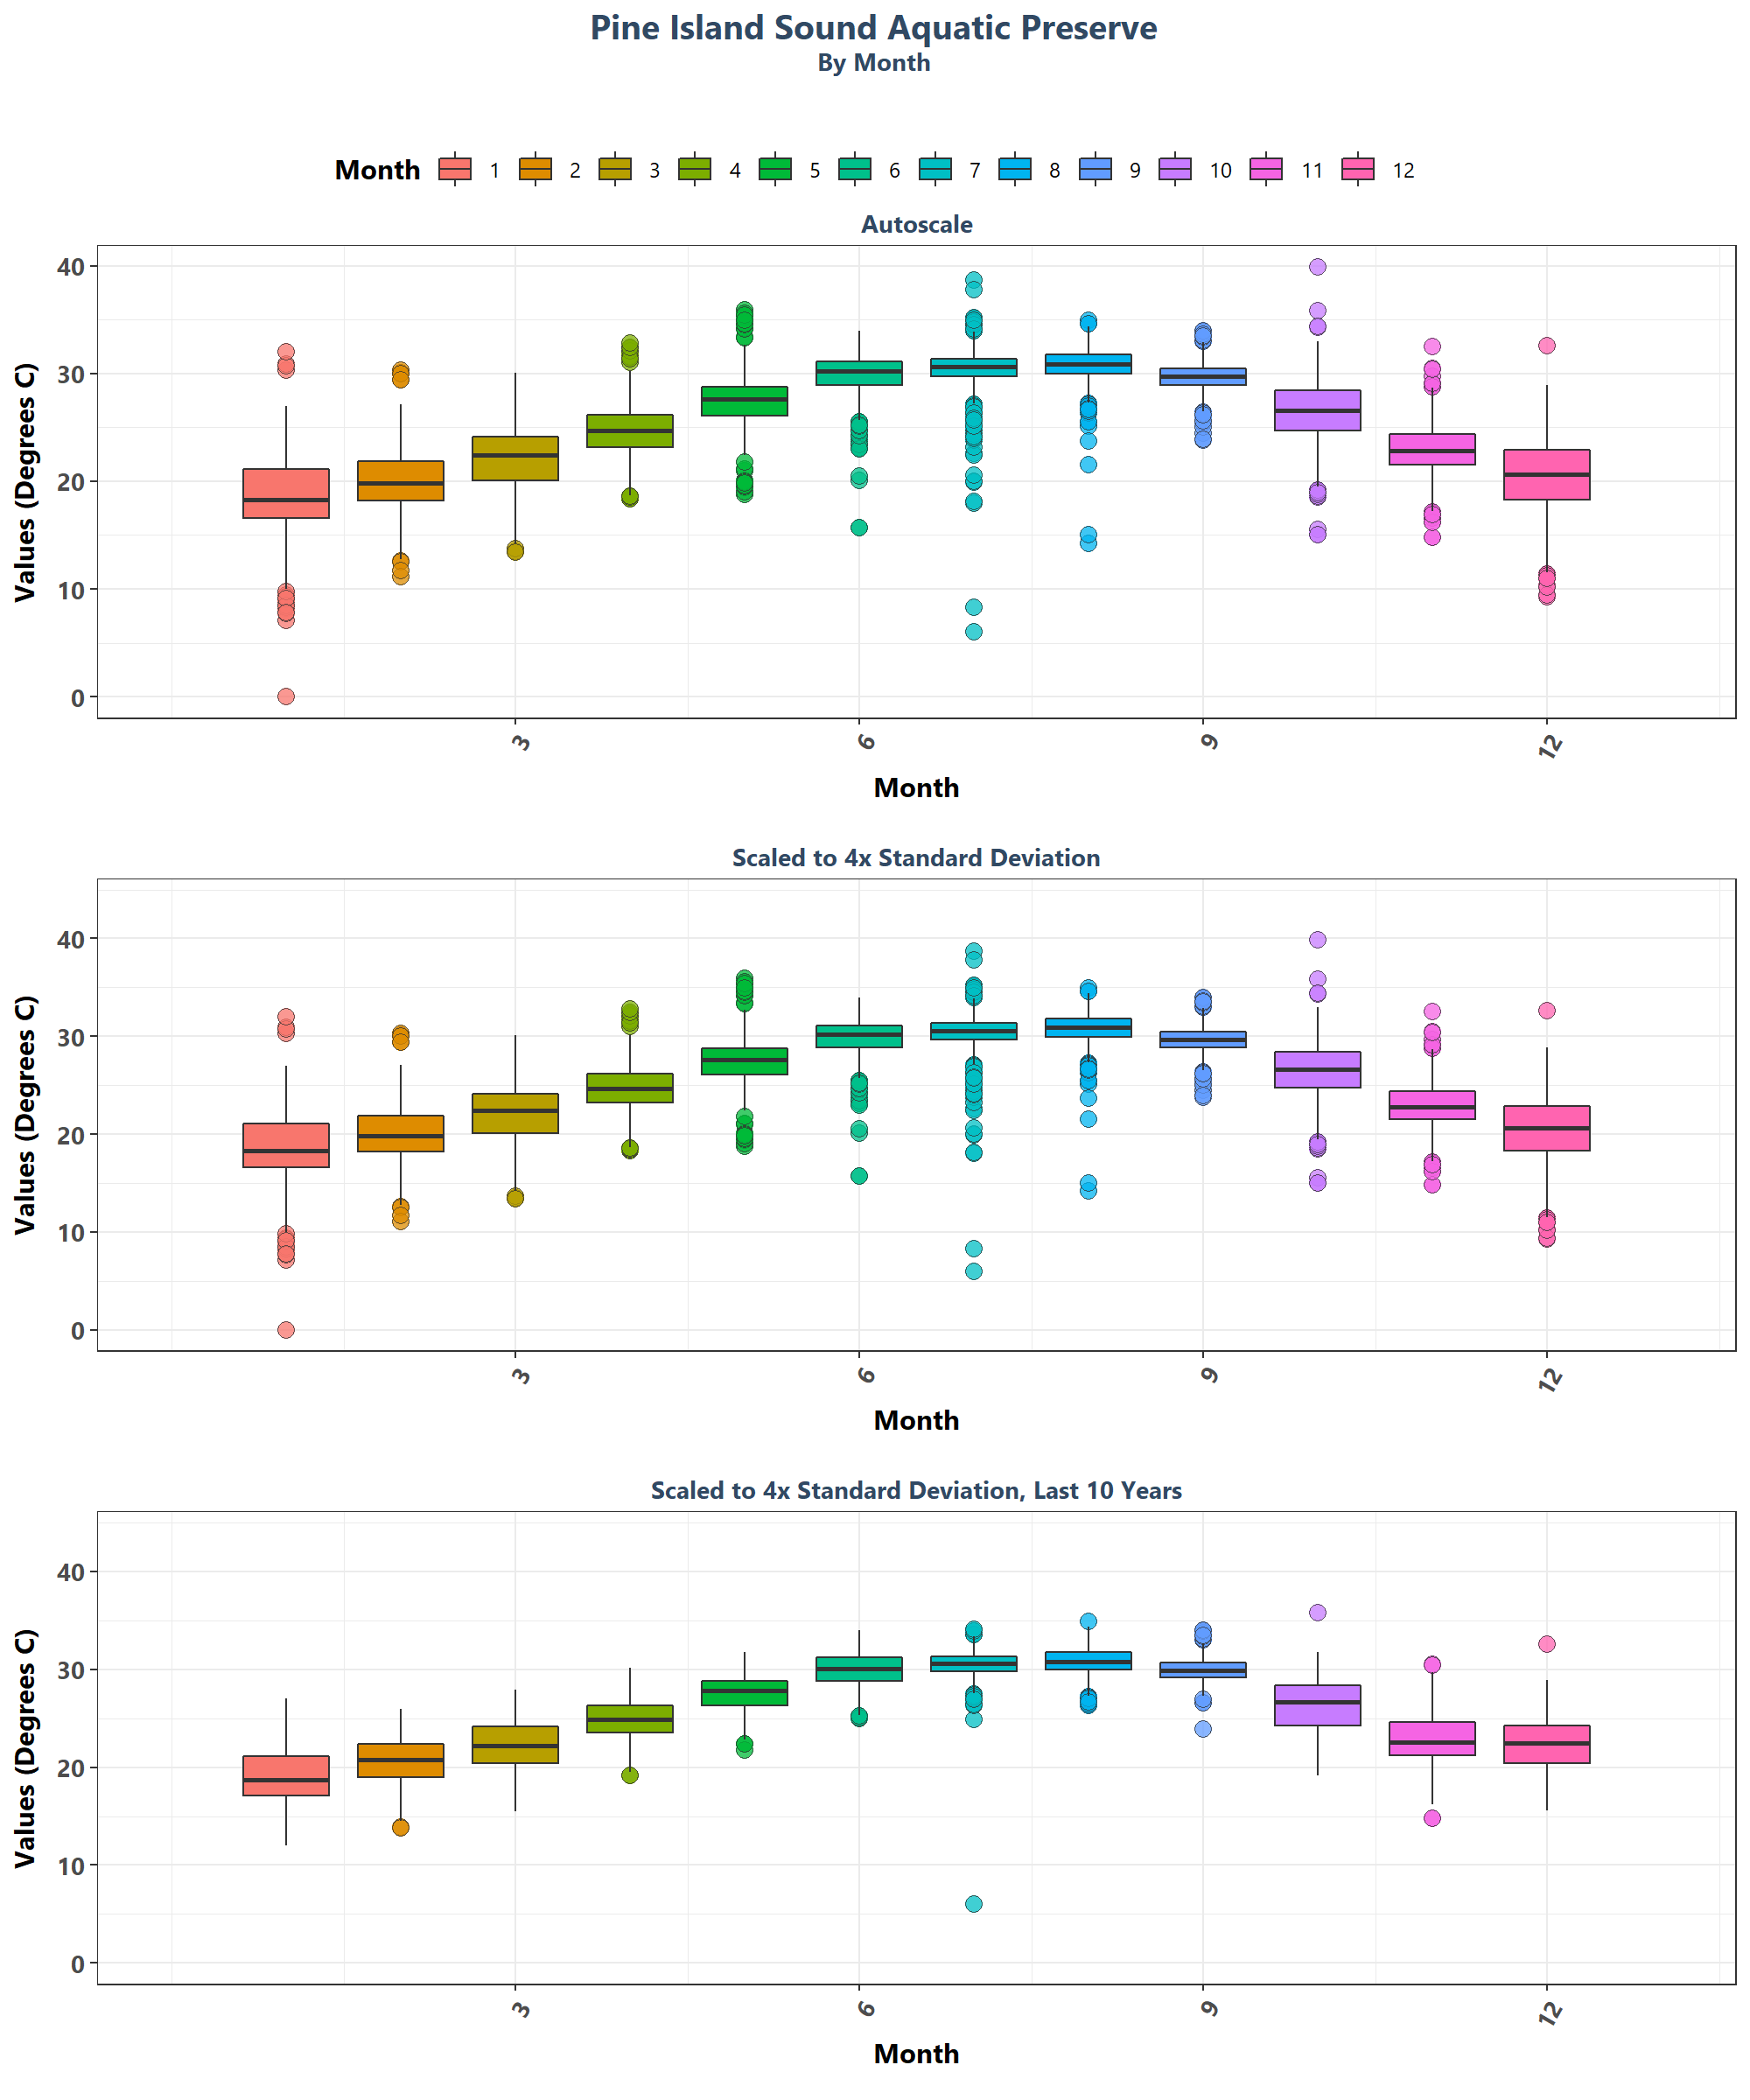 Pine Island Sound Aquatic Preserve
By Month
Month 1 2 3 4 5 6 7 8 9 10 11 12
Autoscale
Values (Degrees C)
40
30
20
10
0
3 6 9 12
Month
Scaled to 4x Standard Deviation
Values (Degrees C)
40
30
20
10
0
3 6 9 12
Month
Scaled to 4x Standard Deviation, Last 10 Years
Values (Degrees C)
40
30
20
10
0
3 6 9 12
Month